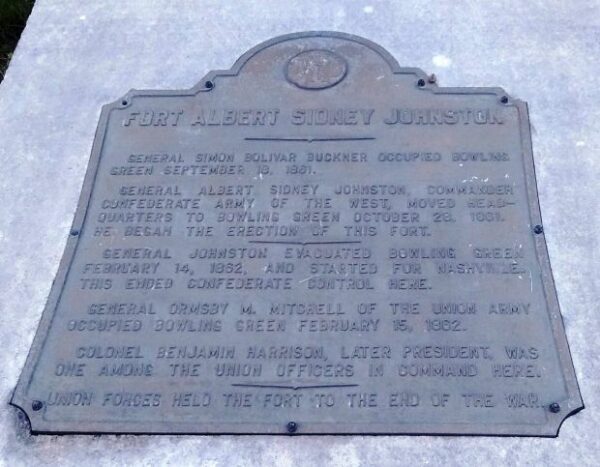 FORT ALBERT SIDNEY JOHNSTON
GENERAL SIMON BOLIVAR BUCKNER OCCUPIED BOWLING
GREEN SEPTEMBER 18, 1861.
GENERAL ALBERT SIDNEY JOHNSTON, COMMANDER
CONFEDERATE ARMY OF THE WEST, MOVED HEAD-
QUARTERS TO BOWLING GREEN OCTOBER 28, 1861.
HE BEGAN THE ERECTION OF THIS FORT.
GENERAL JOHNSTON EVACUATED BOWLING GREEN
FEBRUARY 14, 1862, AND STARTED FOR NASHVILLE.
THIS ENDED CONFEDERATE CONTROL HERE.
GENERAL ORMSBY M. MITCHELL OF THE UNION ARMY
OCCUPIED BOWLING GREEN FEBRUARY 15, 1862.
COLONEL BENJAMIN HARRISON, LATER PRESIDENT, WAS
ONE AMONG THE UNION OFFICERS IN COMMAND HERE.
UNION FORCES HELD THE FORT TO THE END OF THE WAR.